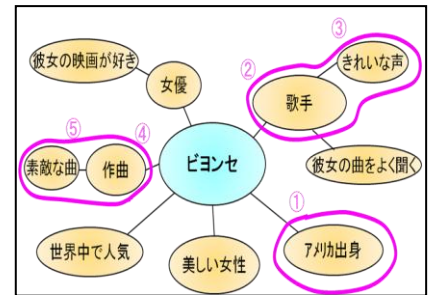 ③
きれいな声
彼女の映画が好き
②
女優
歌手
⑤
④
素敵な曲
作曲
ビヨンセ
彼女の曲をよく聞く
①
世界中で人気
美しい女性
アメリカ出身